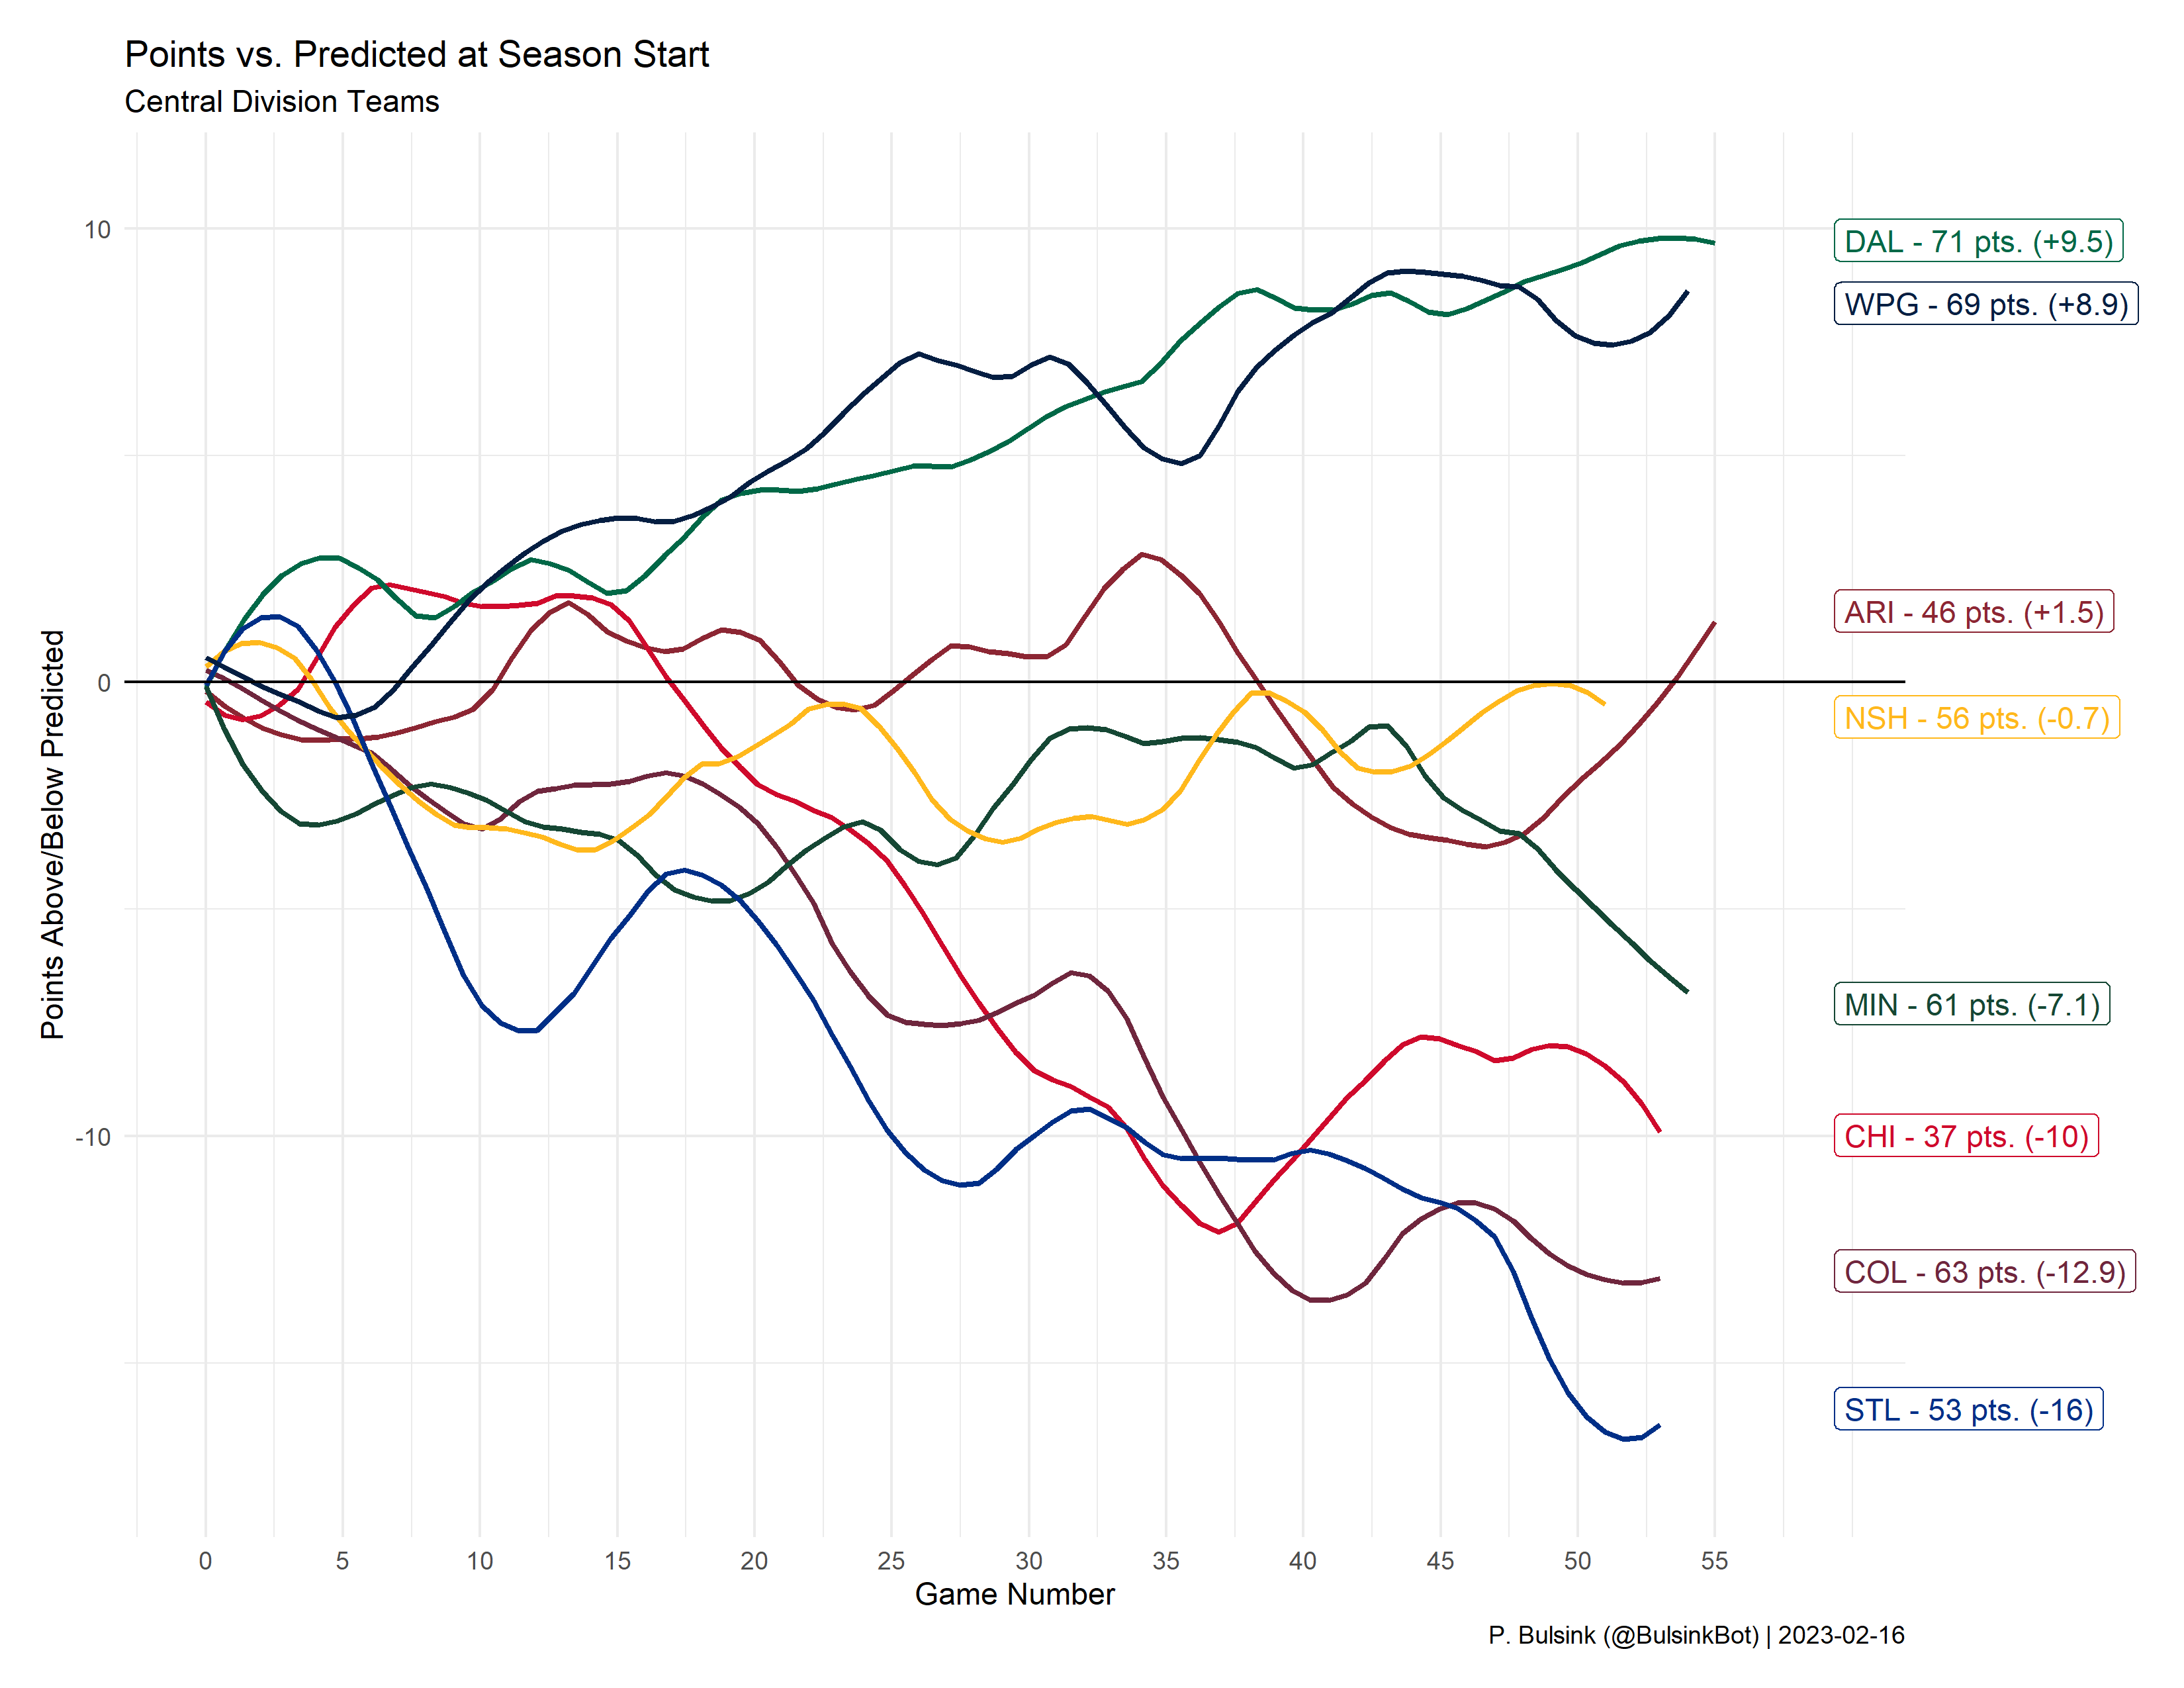 Points vs. Predicted at Season Start
Central Division Teams
Points Above/Below Predicted
10
0
-10
DAL - 71 pts. (+9.5)
WPG - 69 pts. (+8.9)
ARI - 46 pts. (+1.5)
NSH - 56 pts. (-0.7)
MIN - 61 pts. (-7.1)
CHI - 37 pts. (-10)
COL - 63 pts. (-12.9)
STL - 53 pts. (-16)
0 5 10 15 20 25 30 35 40 45 50 55
Game Number
P. Bulsink (@BulsinkBot) | 2023-02-16